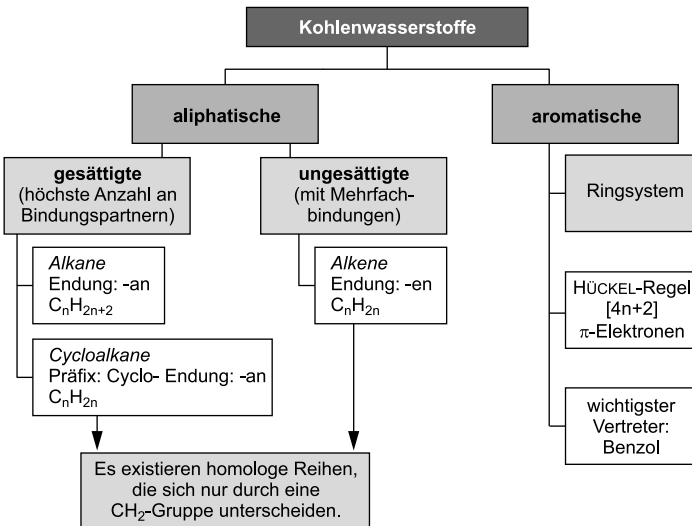 Kohlenwasserstoffe
aliphatische
aromatische
gesättigte
(höchste Anzahl an
Bindungspartnern)
ungesättigte
(mit Mehrfach-
bindungen)
Ringsystem
Alkane
Endung: -an
CₙH₂ₙ₊₂
Alkene
Endung: -en
CₙH₂ₙ
HÜCKEL-Regel
[4n+2]
π-Elektronen
Cycloalkane
Präfix: Cyclo- Endung: -an
CₙH₂ₙ
wichtigster
Vertreter:
Benzol
Es existieren homologe Reihen,
die sich nur durch eine
CH₂-Gruppe unterscheiden.